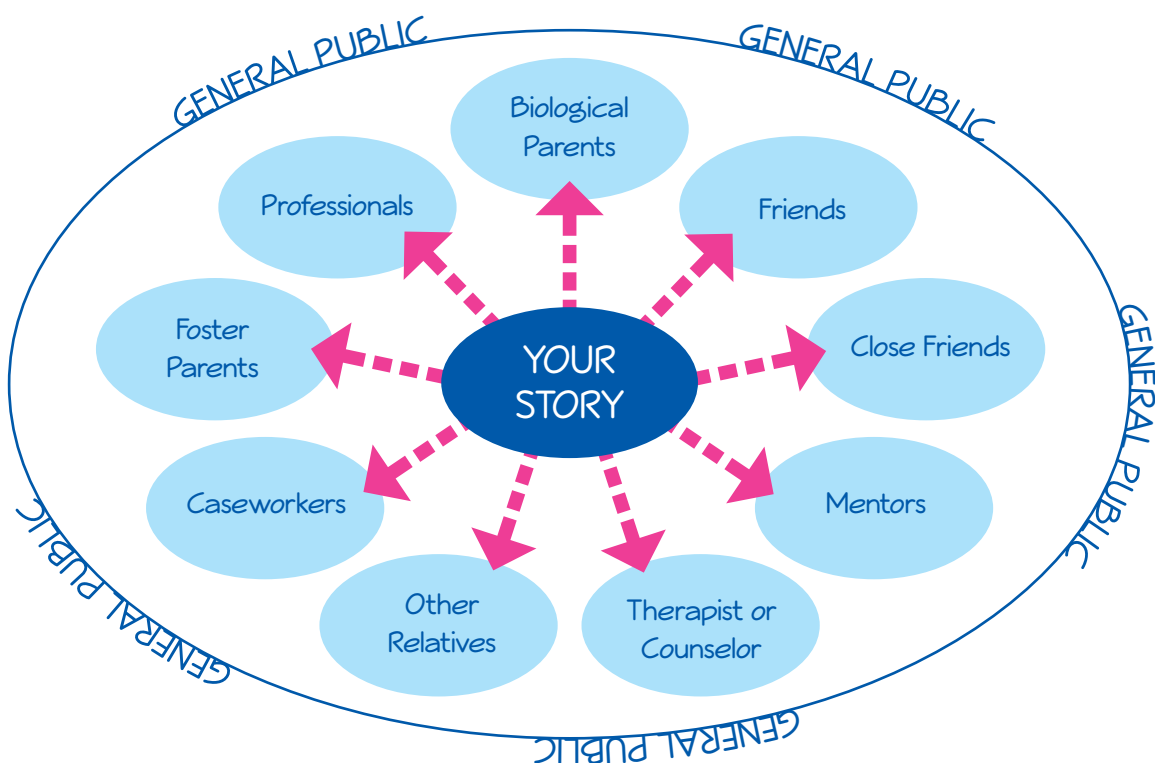 GENERAL PUBLIC
GENERAL PUBLIC
Biological
Parents
Professionals
Friends
Foster
Parents
YOUR
STORY
Close Friends
GENERAL PUBLIC
Caseworkers
Mentors
GENERAL PUBLIC
Other
Relatives
Therapist or
Counselor
GENERAL PUBLIC